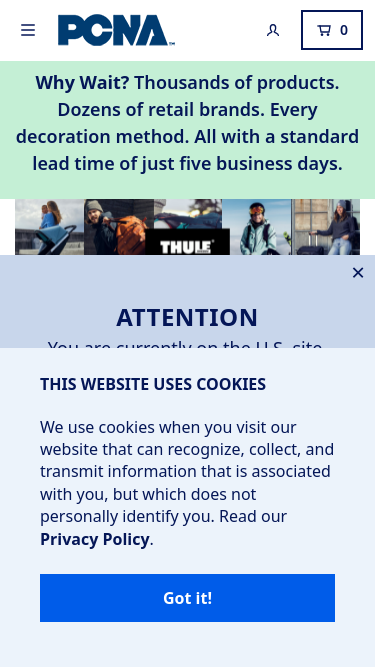 PCNA
0
Why Wait? Thousands of products.
Dozens of retail brands. Every
decoration method. All with a standard
lead time of just five business days.
THULE
ATTENTION
You are currently on the U.S. site.
THIS WEBSITE USES COOKIES
We use cookies when you visit our
website that can recognize, collect, and
transmit information that is associated
with you, but which does not
personally identify you. Read our
Privacy Policy.
Got it!